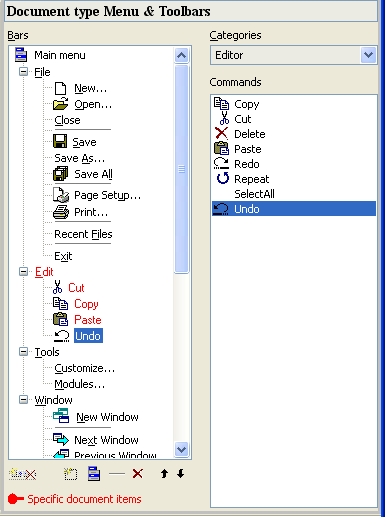 Document type Menu & Toolbars
Bars
Main menu
File
New...
Open...
Close
Save
Save As...
Save All
Page Setup...
Print...
Recent Files
Exit
Edit
Cut
Copy
Paste
Undo
Tools
Customize...
Modules...
Window
New Window
Next Window
Previous Window
Specific document items
Categories
Editor
Commands
Copy
Cut
Delete
Paste
Redo
Repeat
SelectAll
Undo